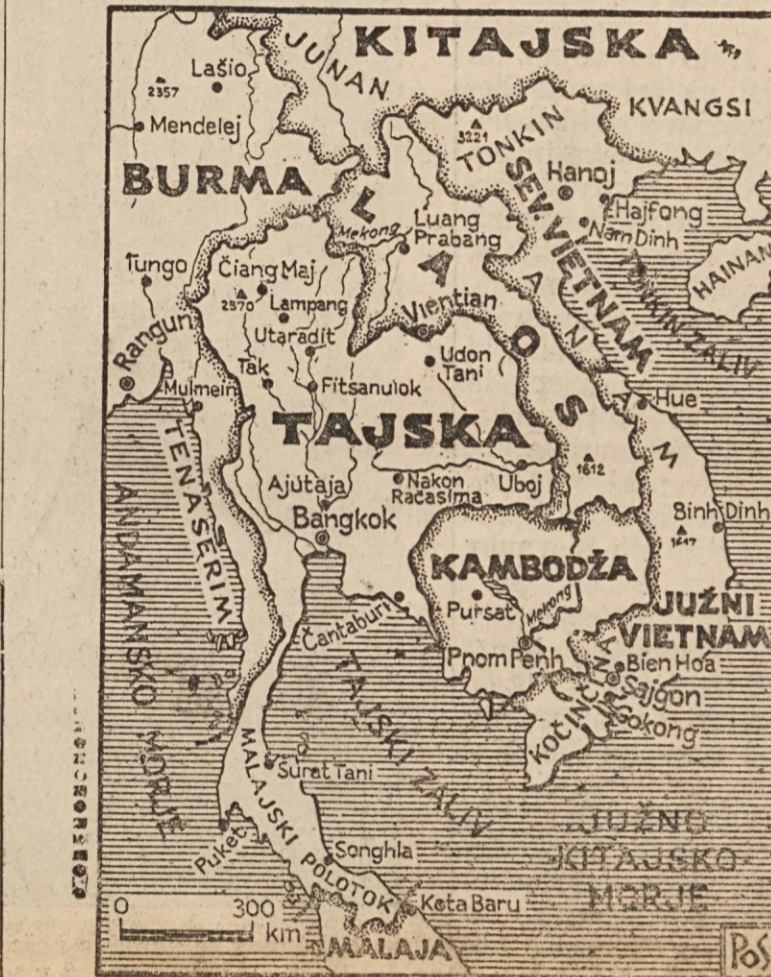 KITAJSKA
JUNAN
Lašio
2357
Mendelej
KVANGSI
3221
TONKIN
Hanoj
BURMA
SEV. VIETNAM
Hajfong
Nam Dinh
LAOS
Mekong
Luang
Prabang
HAINAN
TONKIN. ZALIV
Tungo
Čiang Maj
2570
Lampang
Utaradit
Vientian
ANAM
Rangun
Udon
Tani
Tak
Fitsanulok
Mulmein
Hue
TAJSKA
TENASERIM
1612
Ajutaja
Nakon
Račasima
Uboj
Bangkok
Binh Dinh
ANDAMANSKO MORJE
KAMBODŽA
Pursat
Mekong
JUŽNI
VIETNAM
Čantaburi
Pnom Penh
Bien Hoa
Sajgon
Gokong
KOČINČINA
TAJSKI ZALIV
MALAJSKI POLOTOK
Surat Tani
Puket
Songhla
JUŽNO
KITAJSKO
MORJE
Kota Baru
0 300
km
MALAJA
PoS